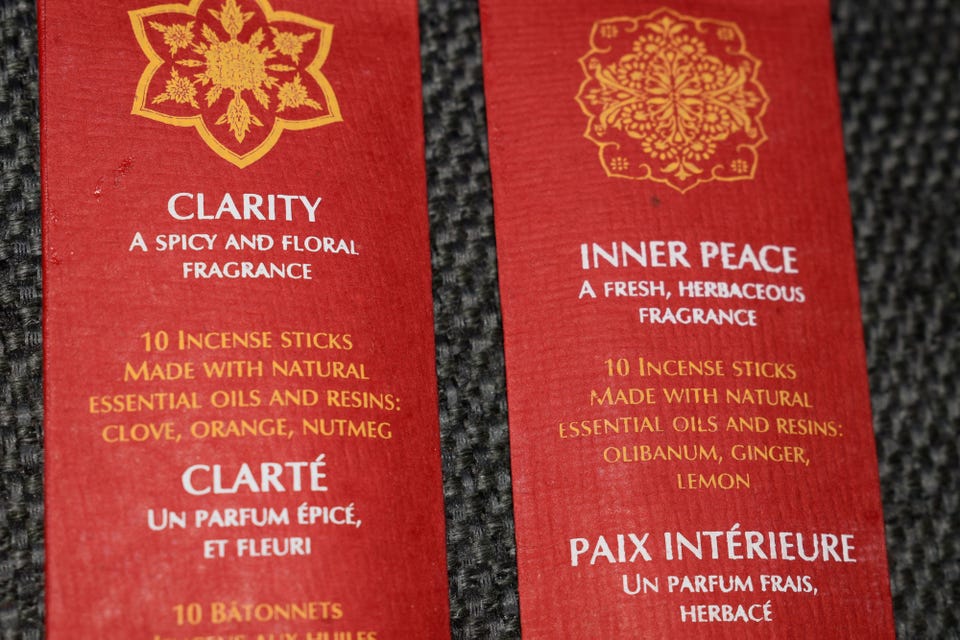 CLARITY
A SPICY AND FLORAL
FRAGRANCE
10 INCENSE STICKS
MADE WITH NATURAL
ESSENTIAL OILS AND RESINS:
CLOVE, ORANGE, NUTMEG
CLARTÉ
UN PARFUM ÉPICÉ,
ET FLEURI
10 BÂTONNETS
INNER PEACE
A FRESH, HERBACEOUS
FRAGRANCE
10 INCENSE STICKS
MADE WITH NATURAL
ESSENTIAL OILS AND RESINS:
OLIBANUM, GINGER,
LEMON
PAIX INTÉRIEURE
UN PARFUM FRAIS,
HERBACÉ